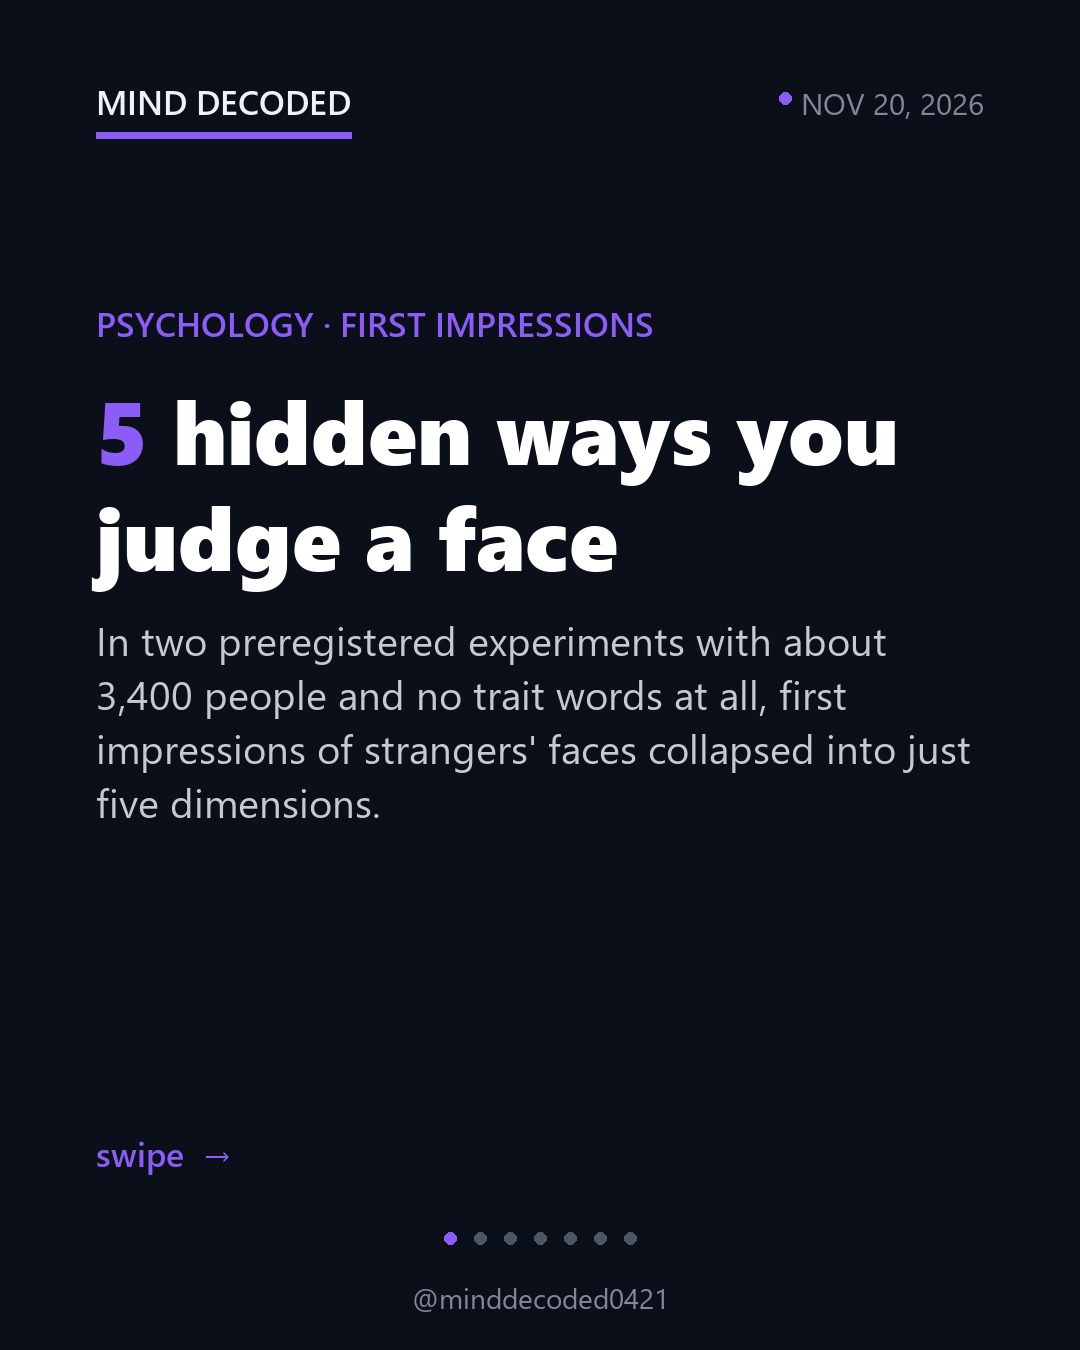 MIND DECODED
NOV 20, 2026
PSYCHOLOGY · FIRST IMPRESSIONS
5 hidden ways you
judge a face
In two preregistered experiments with about
3,400 people and no trait words at all, first
impressions of strangers' faces collapsed into just
five dimensions.
swipe →
@minddecoded0421